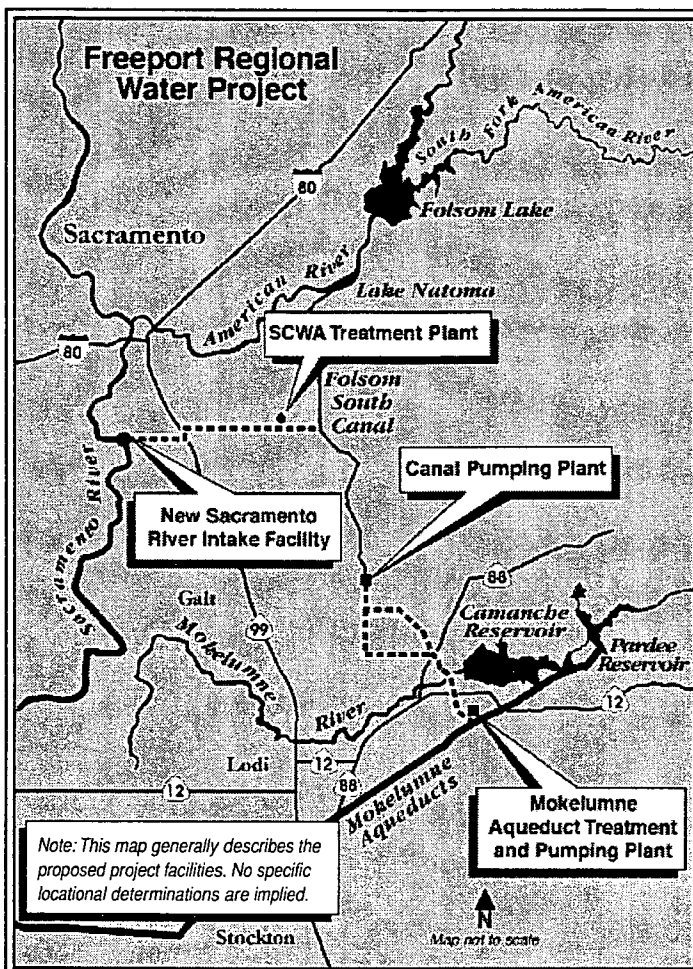 Freeport Regional
Water Project
80
South Fork American River
Folsom Lake
Sacramento
American River
Lake Natoma
80
SCWA Treatment Plant
Folsom
South
Canal
Canal Pumping Plant
New Sacramento
River Intake Facility
Sacramento River
88
Galt
99
Camanche
Reservoir
Pardee
Reservoir
Mokelumne
River
12
Lodi
12
88
12
Mokelumne
Aqueducts
Mokelumne
Aqueduct Treatment
and Pumping Plant
Note: This map generally describes the
proposed project facilities. No specific
locational determinations are implied.
N
Stockton
Map not to scale